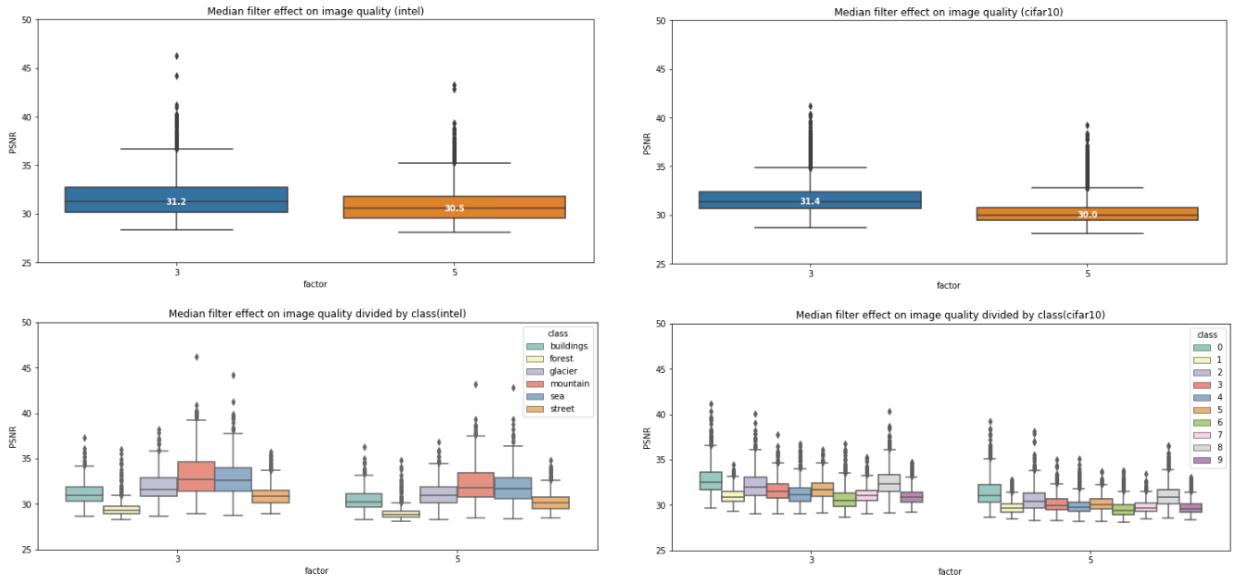 Median filter effect on image quality (intel)
50
45
40
35
30
25
PSNR
31.2
30.5
3
5
factor
Median filter effect on image quality (cifar10)
50
45
40
35
30
25
PSNR
31.4
30.0
3
5
factor
Median filter effect on image quality divided by class(intel)
50
45
40
35
30
25
PSNR
class
buildings
forest
glacier
mountain
sea
street
3
5
factor
Median filter effect on image quality divided by class(cifar10)
50
45
40
35
30
25
PSNR
class
0
1
2
3
4
5
6
7
8
9
3
5
factor